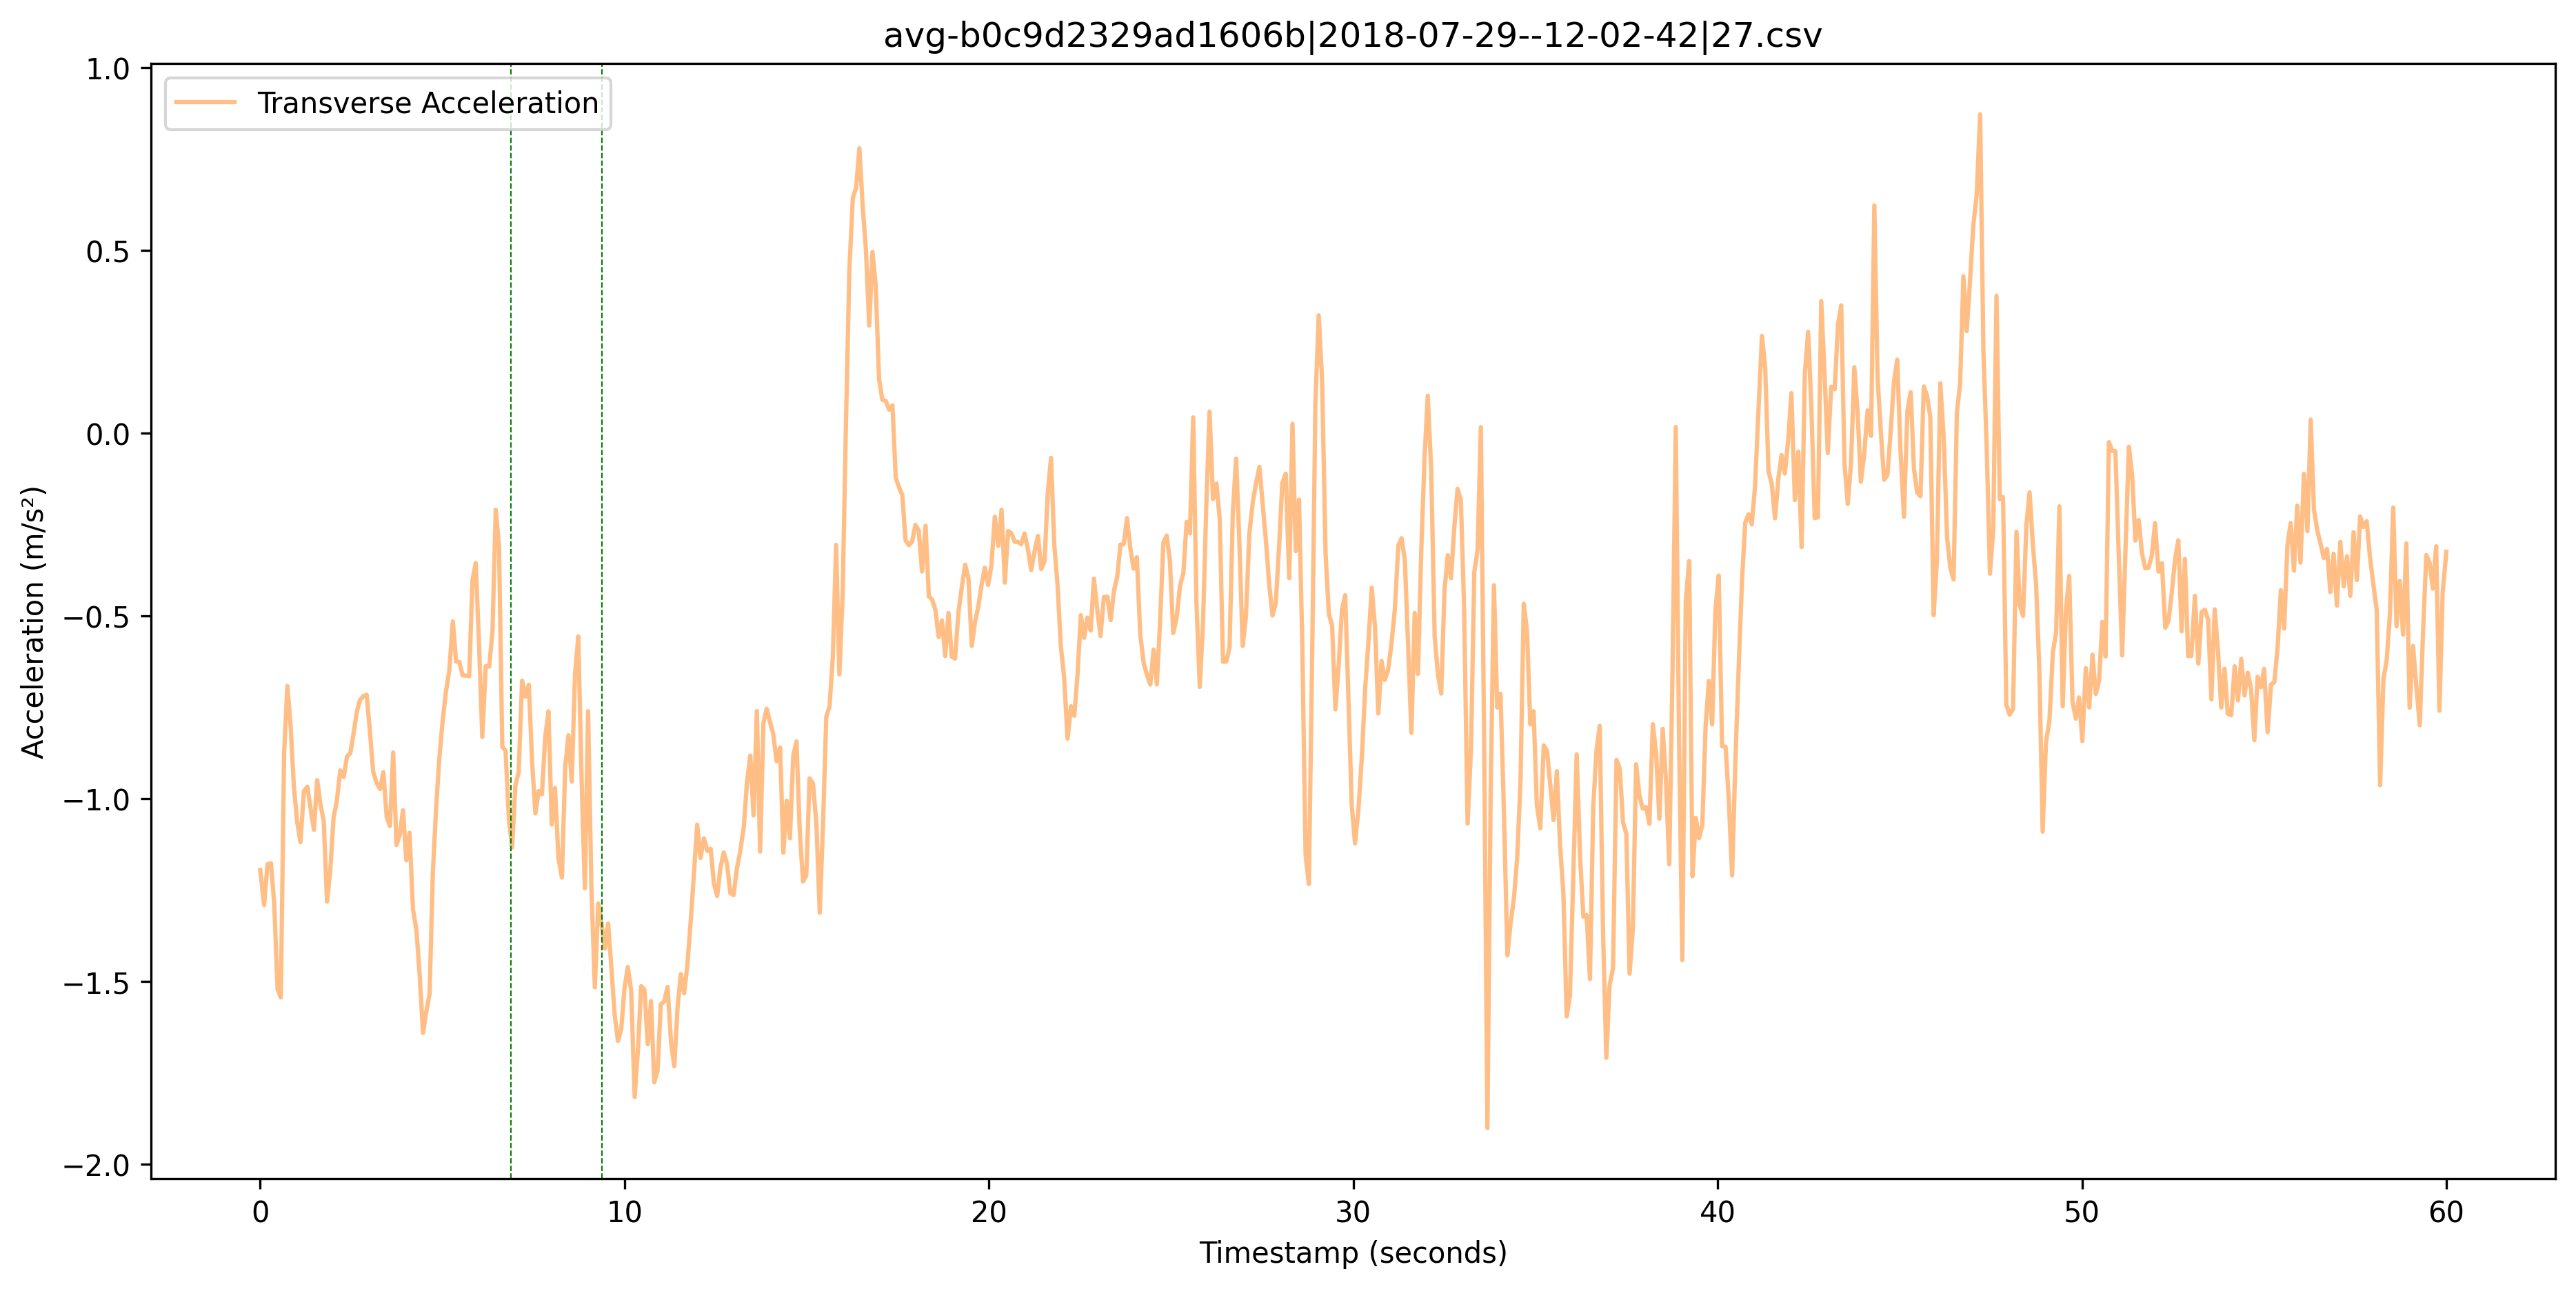 avg-b0c9d2329ad1606b|2018-07-29--12-02-42|27.csv
Transverse Acceleration
Acceleration (m/s²)
1.0
0.5
0.0
−0.5
−1.0
−1.5
−2.0
0 10 20 30 40 50 60
Timestamp (seconds)